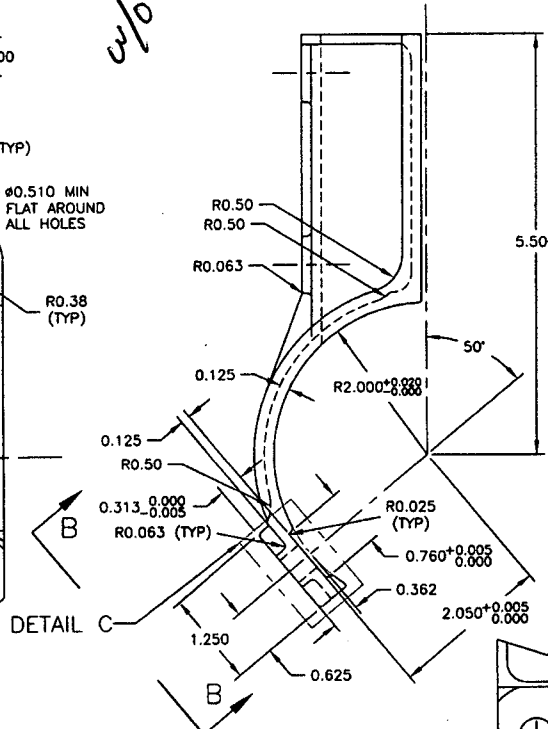 w/o
00
TYP)
ø0.510 MIN
FLAT AROUND
ALL HOLES
R0.38
(TYP)
R0.50
R0.50
R0.063
5.50
50°
0.125
R2.000+0.020
-0.000
0.125
R0.50
0.313 0.000
-0.005
R0.063 (TYP)
R0.025
(TYP)
0.760+0.005
0.000
0.362
2.050+0.005
0.000
B
DETAIL C
1.250
0.625
B